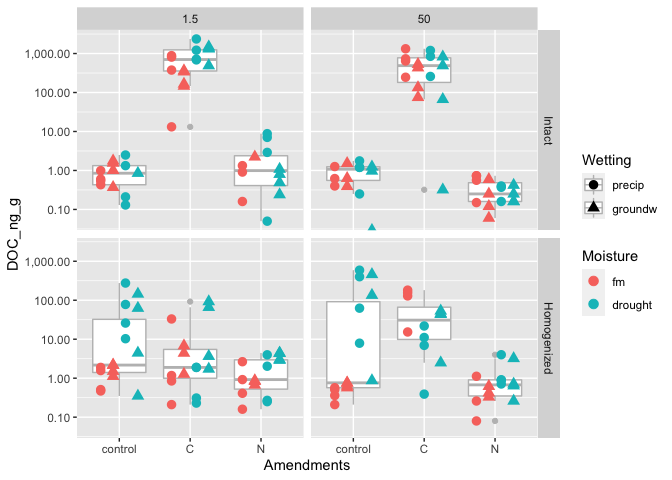 1.5
50
1,000.00
100.00
10.00
1.00
0.10
Intact
1,000.00
100.00
10.00
1.00
0.10
Homogenized
DOC_ng_g
control
C
N
control
C
N
Amendments
Wetting
precip
groundw
Moisture
fm
drought